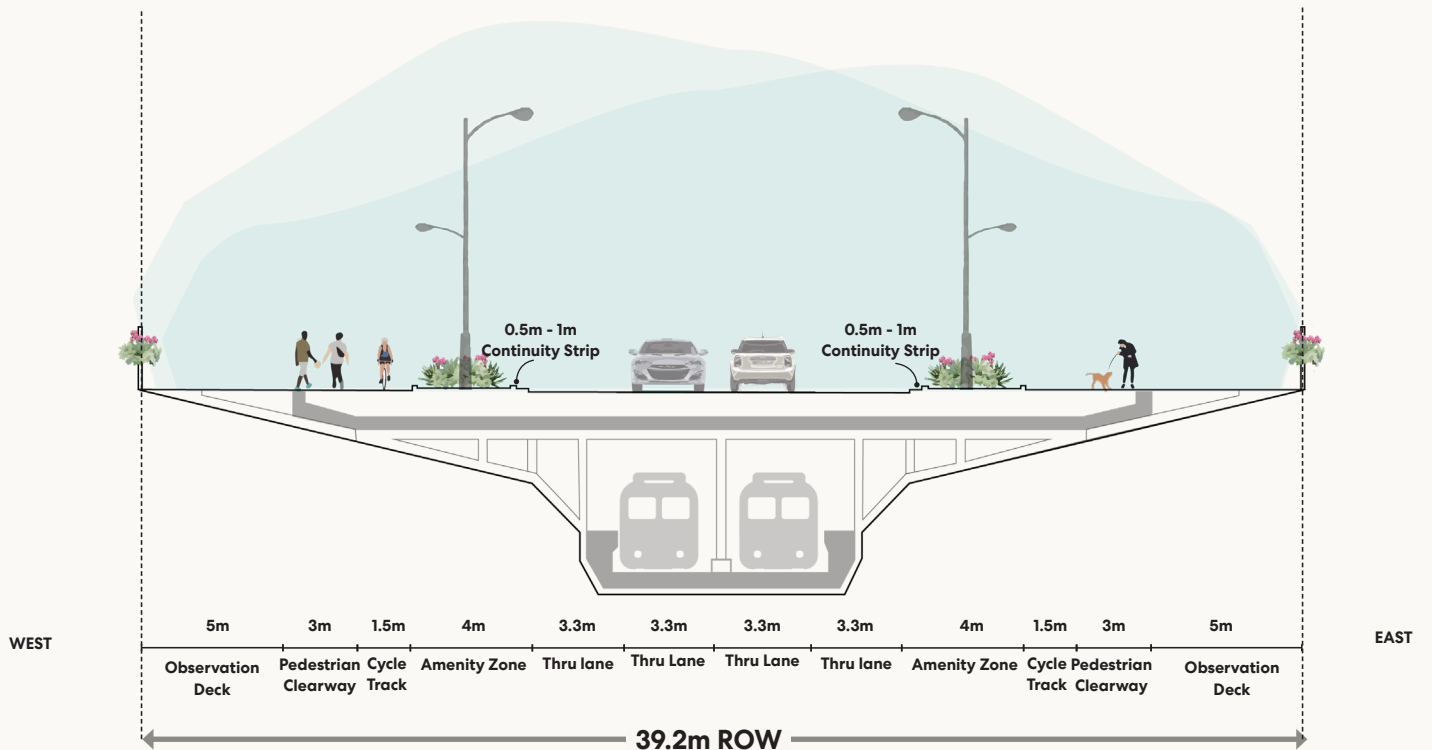 0.5m - 1m
Continuity Strip
0.5m - 1m
Continuity Strip
WEST
EAST
5m
3m
1.5m
4m
3.3m
3.3m
3.3m
3.3m
4m
1.5m
3m
5m
Observation
Deck
Pedestrian
Clearway
Cycle
Track
Amenity Zone
Thru lane
Thru Lane
Thru Lane
Thru lane
Amenity Zone
Cycle
Track
Pedestrian
Clearway
Observation
Deck
39.2m ROW